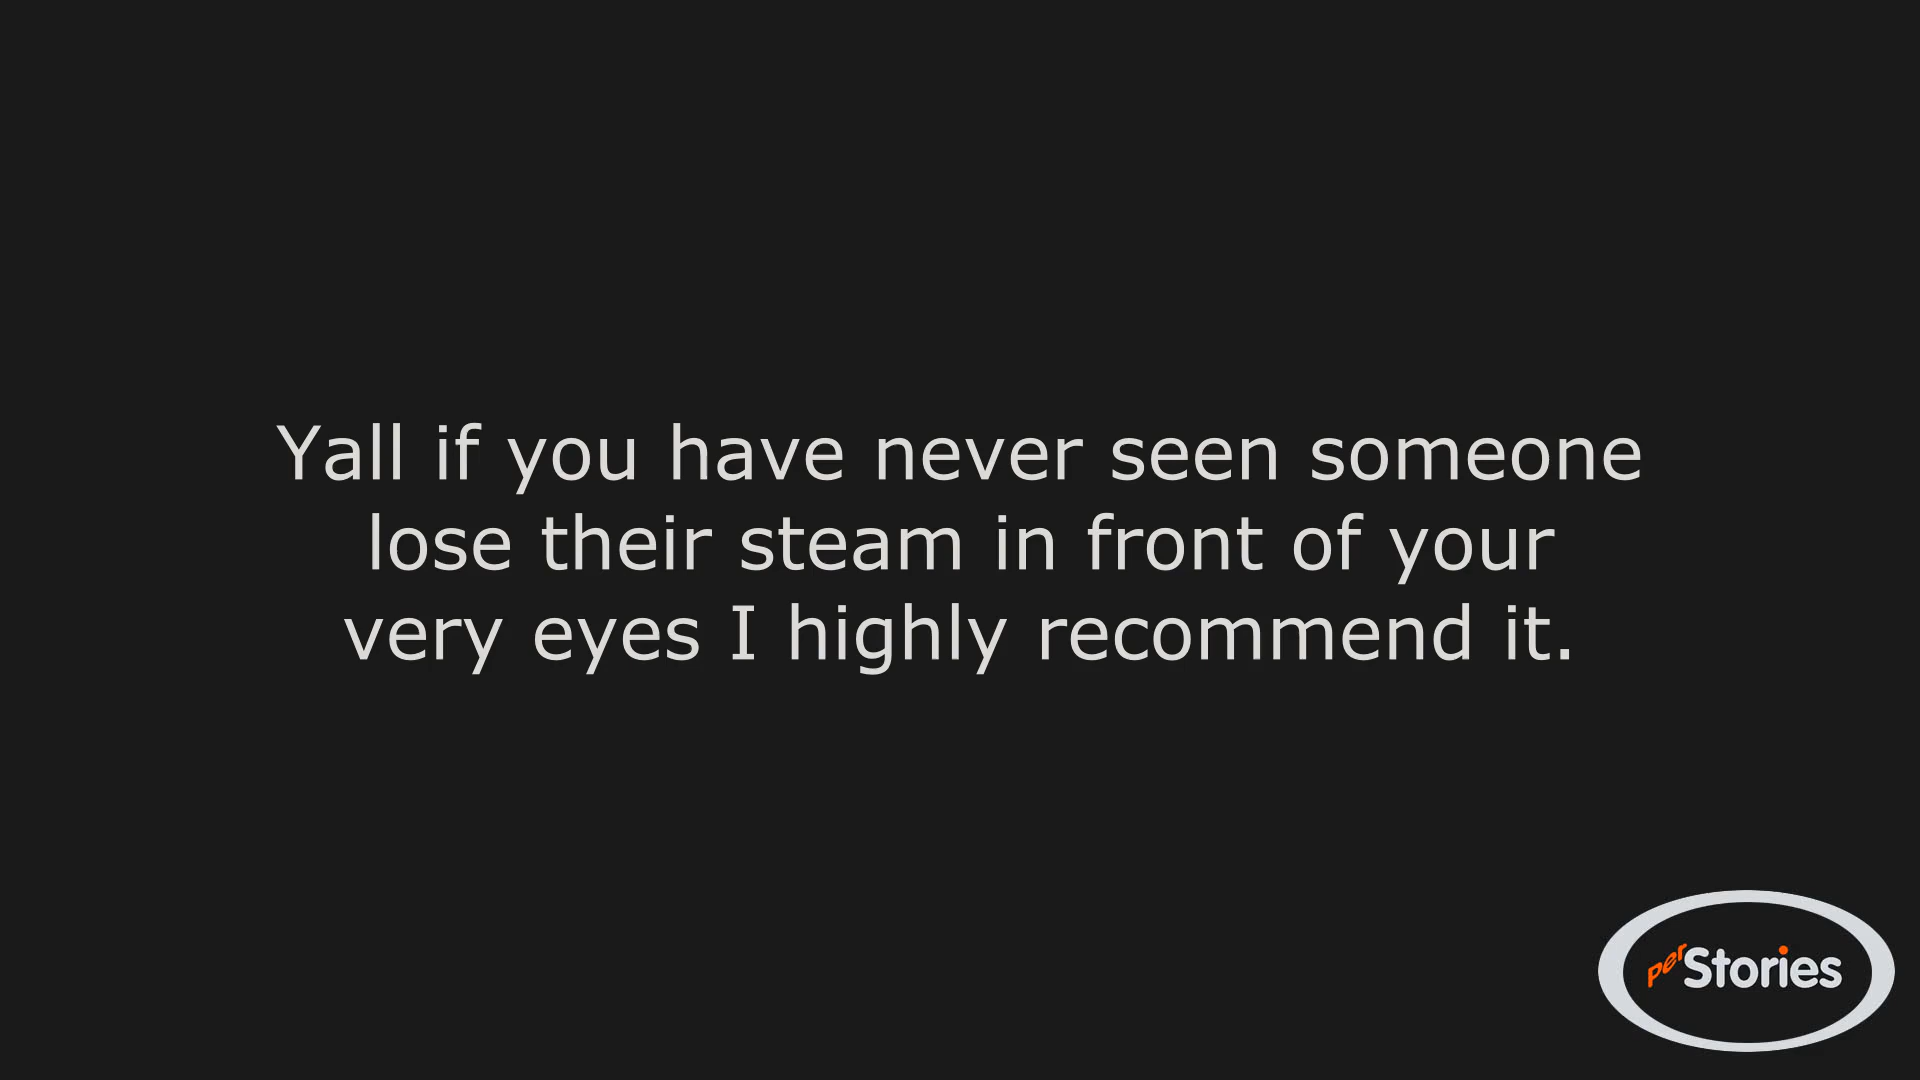 Yall if you have never seen someone
lose their steam in front of your
very eyes I highly recommend it.
perStories